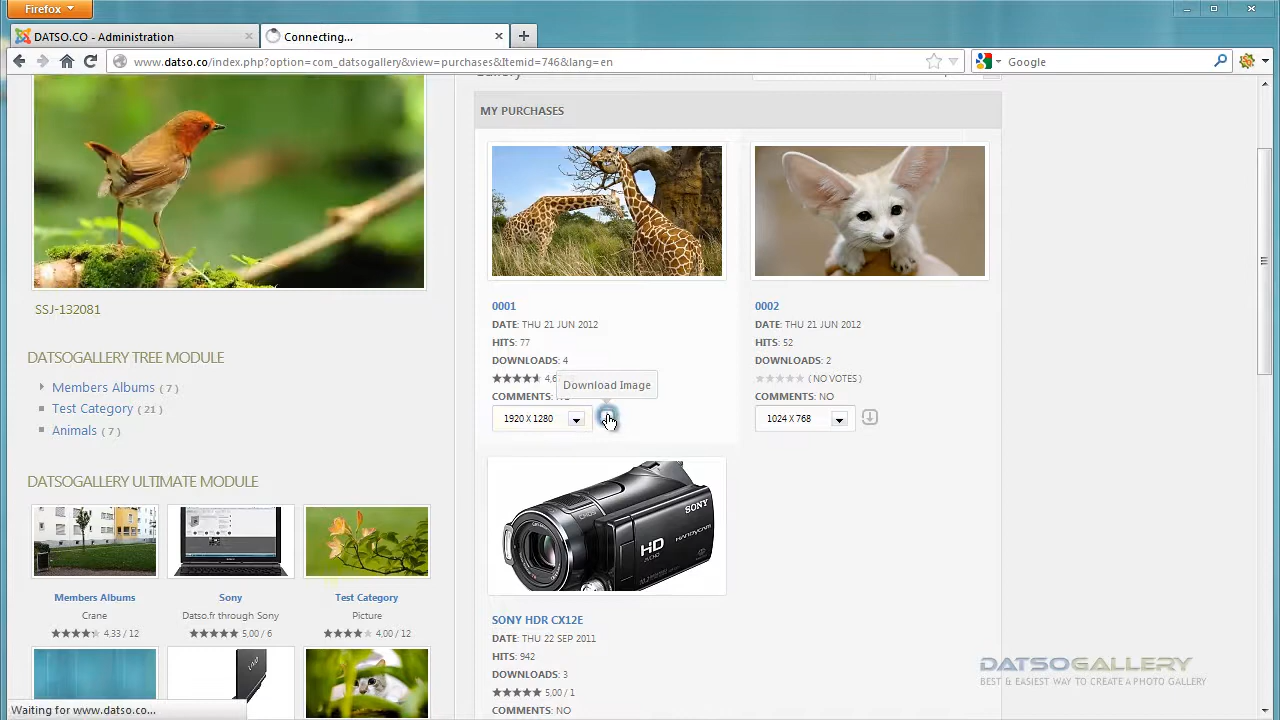 Firefox
DATSO.CO - Administration
Connecting...
www.datso.co/index.php?option=com_datsogallery&view=purchases&Itemid=746&lang=en
Google
Gallery
MY PURCHASES
SSJ-132081
DATSOGALLERY TREE MODULE
Members Albums ( 7 )
Test Category ( 21 )
Animals ( 7 )
0001
DATE: THU 21 JUN 2012
HITS: 77
DOWNLOADS: 4
COMMENTS:
Download Image
1920 X 1280
0002
DATE: THU 21 JUN 2012
HITS: 52
DOWNLOADS: 2
( NO VOTES )
COMMENTS: NO
1024 X 768
DATSOGALLERY ULTIMATE MODULE
Members Albums
Crane
4.33 / 12
Sony
Datso.fr through Sony
5,00 / 6
Test Category
Picture
4,00 / 12
SONY
HD
HANDYCAM
SONY HDR CX12E
DATE: THU 22 SEP 2011
HITS: 942
DOWNLOADS: 3
5,00 / 1
COMMENTS: NO
DATSOGALLERY
BEST & EASIEST WAY TO CREATE A PHOTO GALLERY
Waiting for www.datso.co...